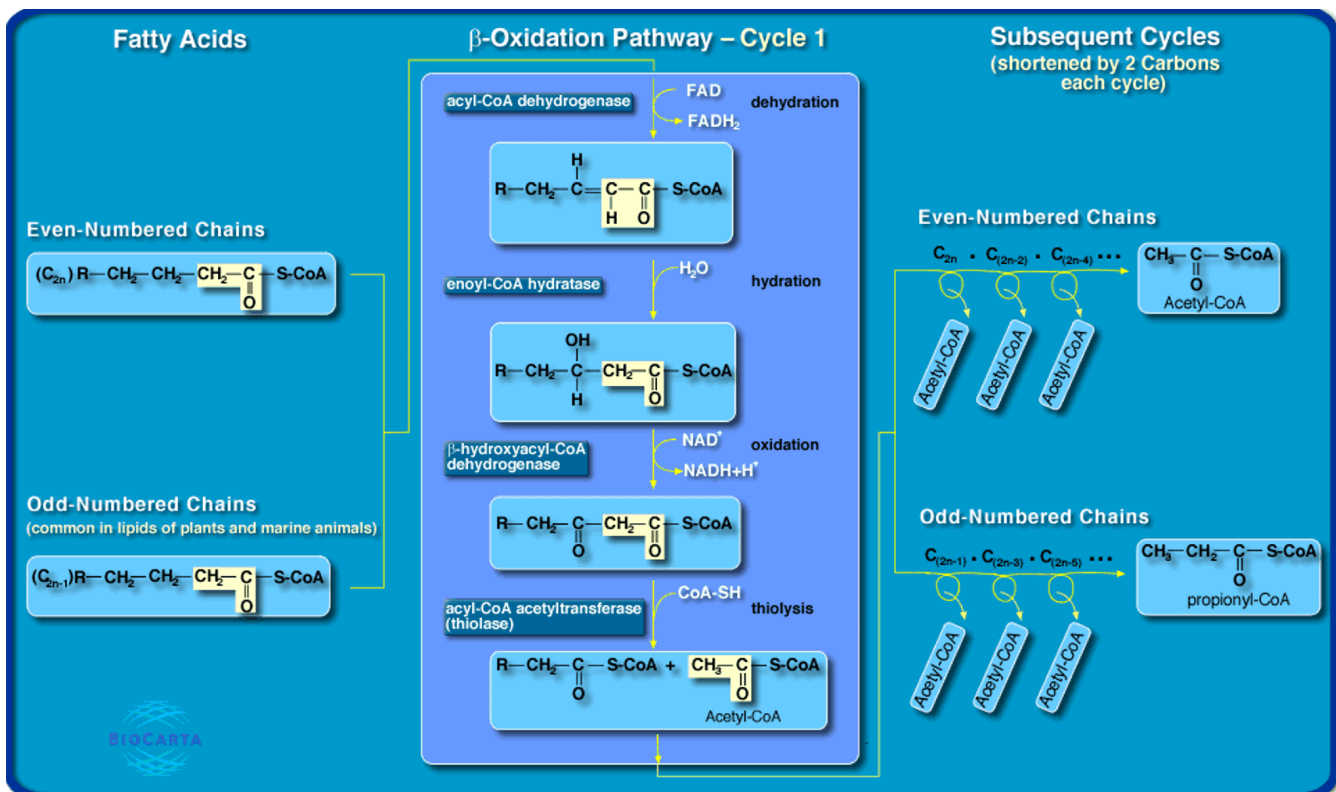 Fatty Acids
β-Oxidation Pathway – Cycle 1
Subsequent Cycles
(shortened by 2 Carbons
each cycle)
Even-Numbered Chains
(C2n) R—CH2—CH2—CH2—C—S-CoA
O
Odd-Numbered Chains
(common in lipids of plants and marine animals)
(C2n-1)R—CH2—CH2—CH2—C—S-CoA
O
BIOCARTA
acyl-CoA dehydrogenase
FAD
FADH2
dehydration
H
R—CH2—C=C—C—S-CoA
H O
enoyl-CoA hydratase
H2O
hydration
OH
R—CH2—C—CH2—C—S-CoA
H O
β-hydroxyacyl-CoA
dehydrogenase
NAD+
NADH+H+
oxidation
R—CH2—C—CH2—C—S-CoA
O O
acyl-CoA acetyltransferase
(thiolase)
CoA-SH
thiolysis
R—CH2—C—S-CoA + CH3—C—S-CoA
O O
Acetyl-CoA
Even-Numbered Chains
C2n • C(2n-2) • C(2n-4) •••
CH3—C—S-CoA
O
Acetyl-CoA
Acetyl-CoA
Acetyl-CoA
Acetyl-CoA
Odd-Numbered Chains
C(2n-1) • C(2n-3) • C(2n-5) •••
CH3—CH2—C—S-CoA
O
propionyl-CoA
Acetyl-CoA
Acetyl-CoA
Acetyl-CoA